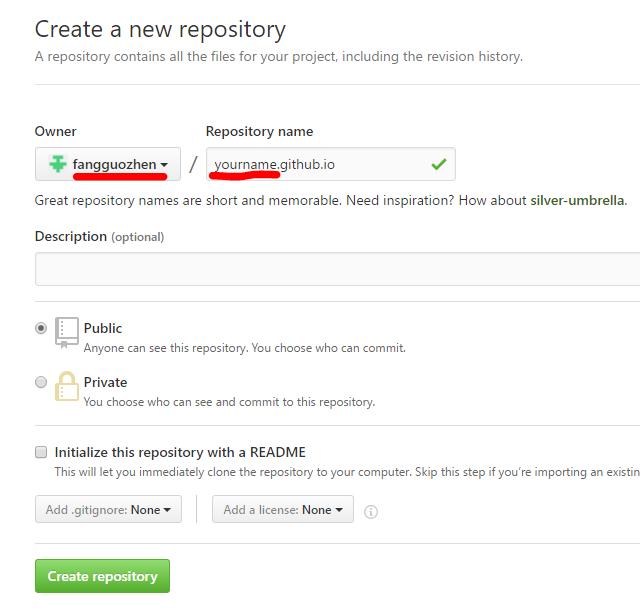 Create a new repository
A repository contains all the files for your project, including the revision history.
Owner
Repository name
fangguozhen
/
yourname.github.io
Great repository names are short and memorable. Need inspiration? How about silver-umbrella.
Description (optional)
Public
Anyone can see this repository. You choose who can commit.
Private
You choose who can see and commit to this repository.
Initialize this repository with a README
This will let you immediately clone the repository to your computer. Skip this step if you’re importing an existin
Add .gitignore: None
Add a license: None
Create repository